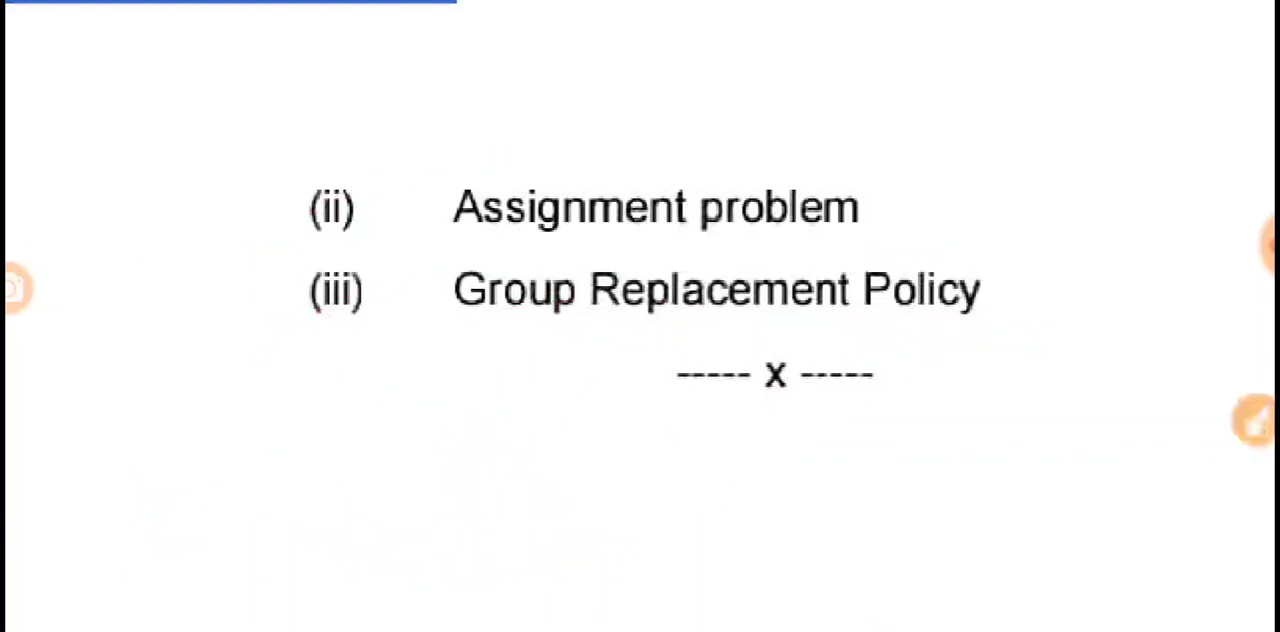 (ii) Assignment problem
(iii) Group Replacement Policy
----- x -----